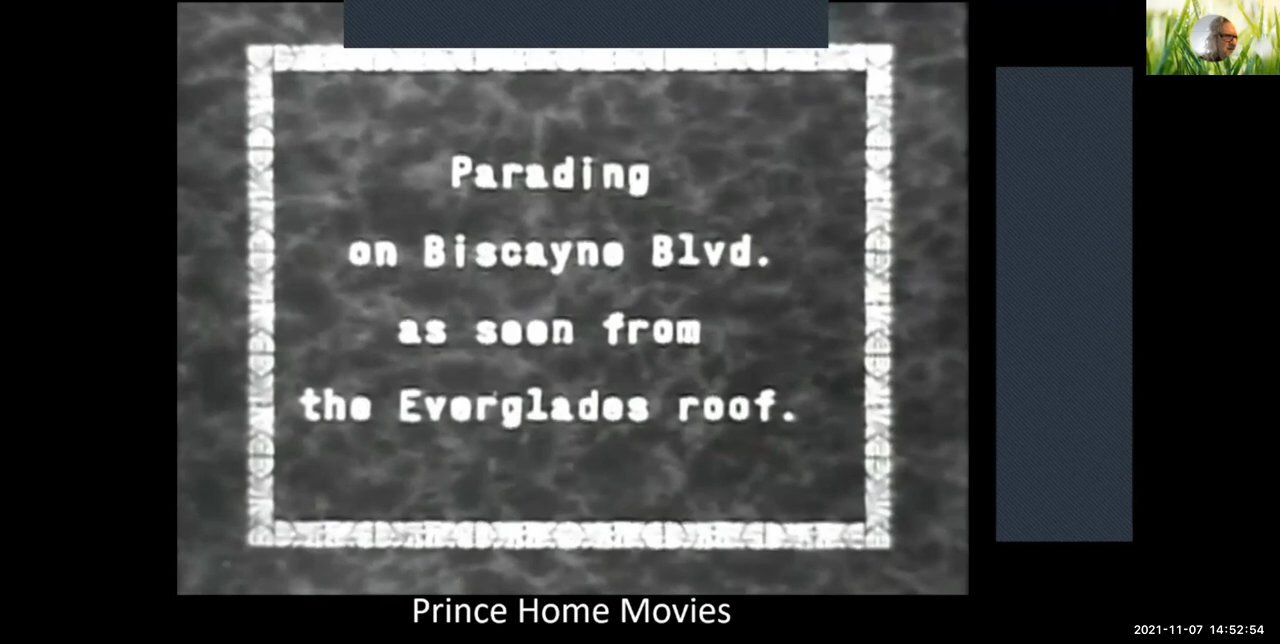 Parading
on Biscayne Blvd.
as seen from
the Everglades roof.
Prince Home Movies
2021-11-07 14:52:54